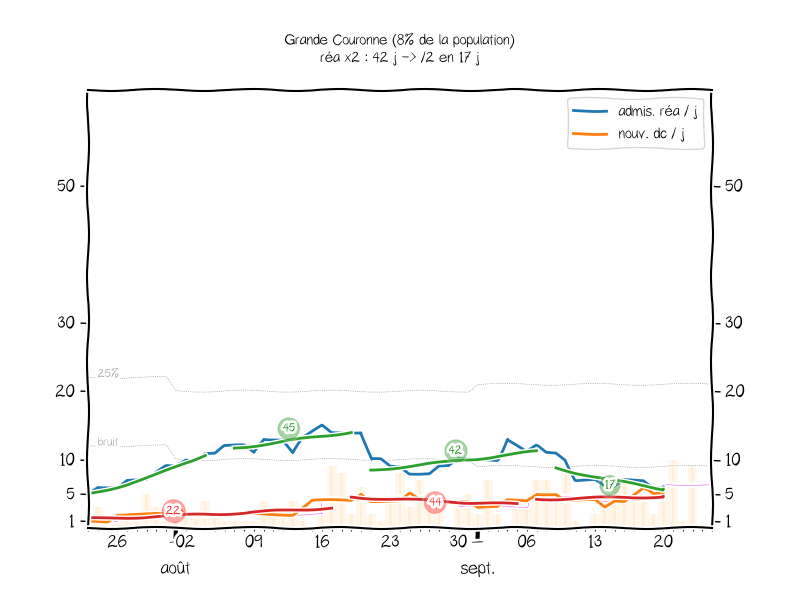 Grande Couronne (8% de la population)
réa x2 : 42 j -> /2 en 17 j
admis. réa / j
nouv. dc / j
50
50
30
30
25%
20
20
45
bruit
42
10
10
17
5
5
44
22
1
1
26 02 09 16 23 30 06 13 20
août sept.